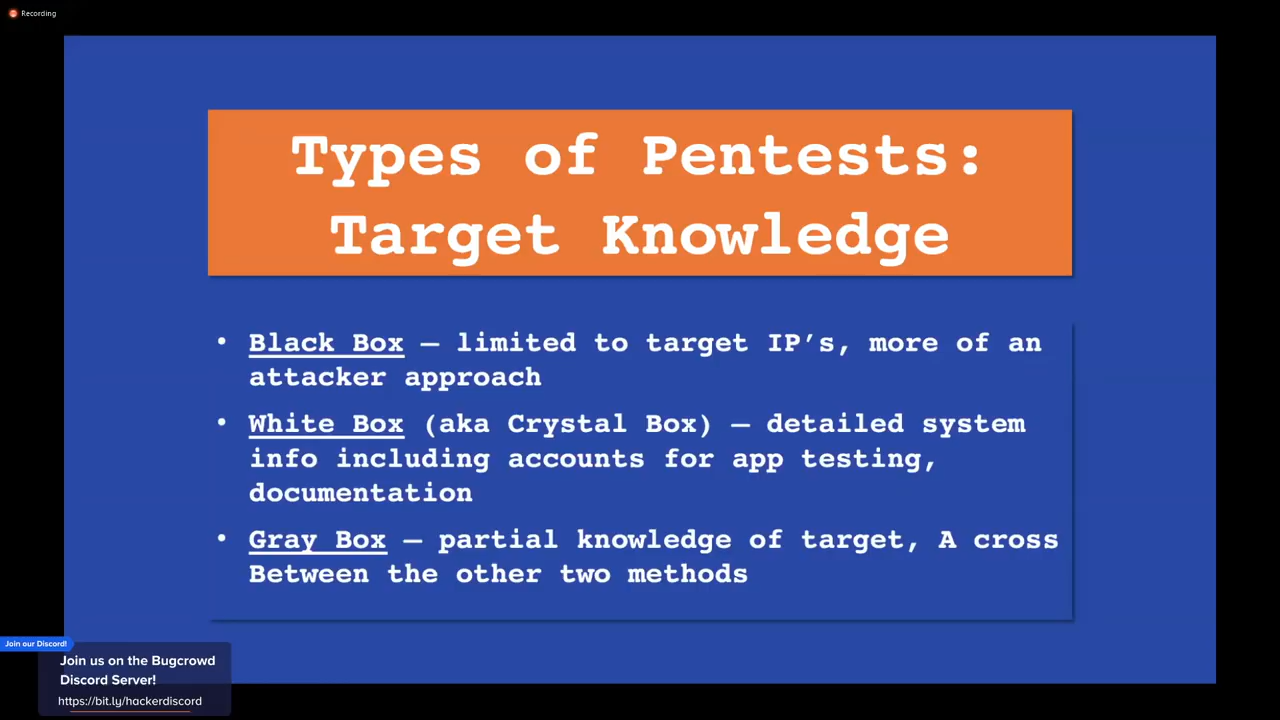 Recording
Types of Pentests:
Target Knowledge
• Black Box – limited to target IP’s, more of an
attacker approach
• White Box (aka Crystal Box) – detailed system
info including accounts for app testing,
documentation
• Gray Box – partial knowledge of target, A cross
Between the other two methods
Join our Discord!
Join us on the Bugcrowd
Discord Server!
https://bit.ly/hackerdiscord